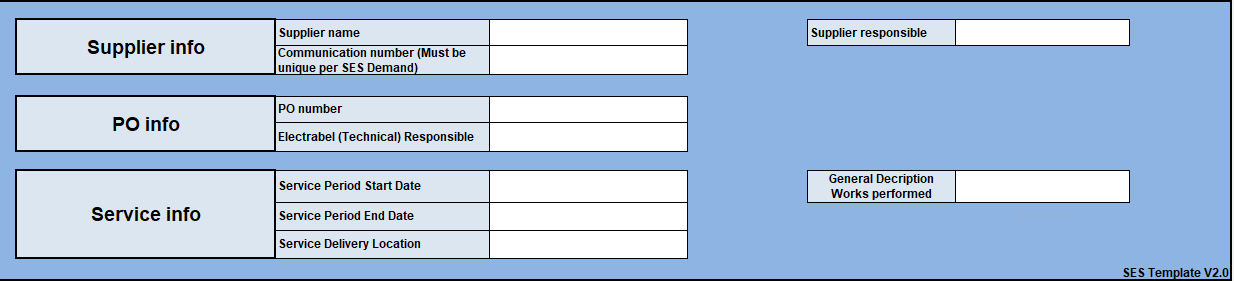 Supplier info
Supplier name
Communication number (Must be
unique per SES Demand)
Supplier responsible
PO info
PO number
Electrabel (Technical) Responsible
Service info
Service Period Start Date
Service Period End Date
Service Delivery Location
General Decription
Works performed
SES Template V2.0